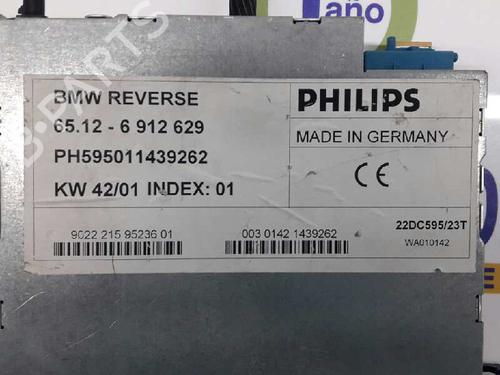 año
BMW REVERSE
65.12 - 6 912 629
PH595011439262
KW 42/01 INDEX: 01
PHILIPS
MADE IN GERMANY
CE
9022 215 95236 01
003 0142 1439262
22DC595/23T
WA010142
B-PARTS